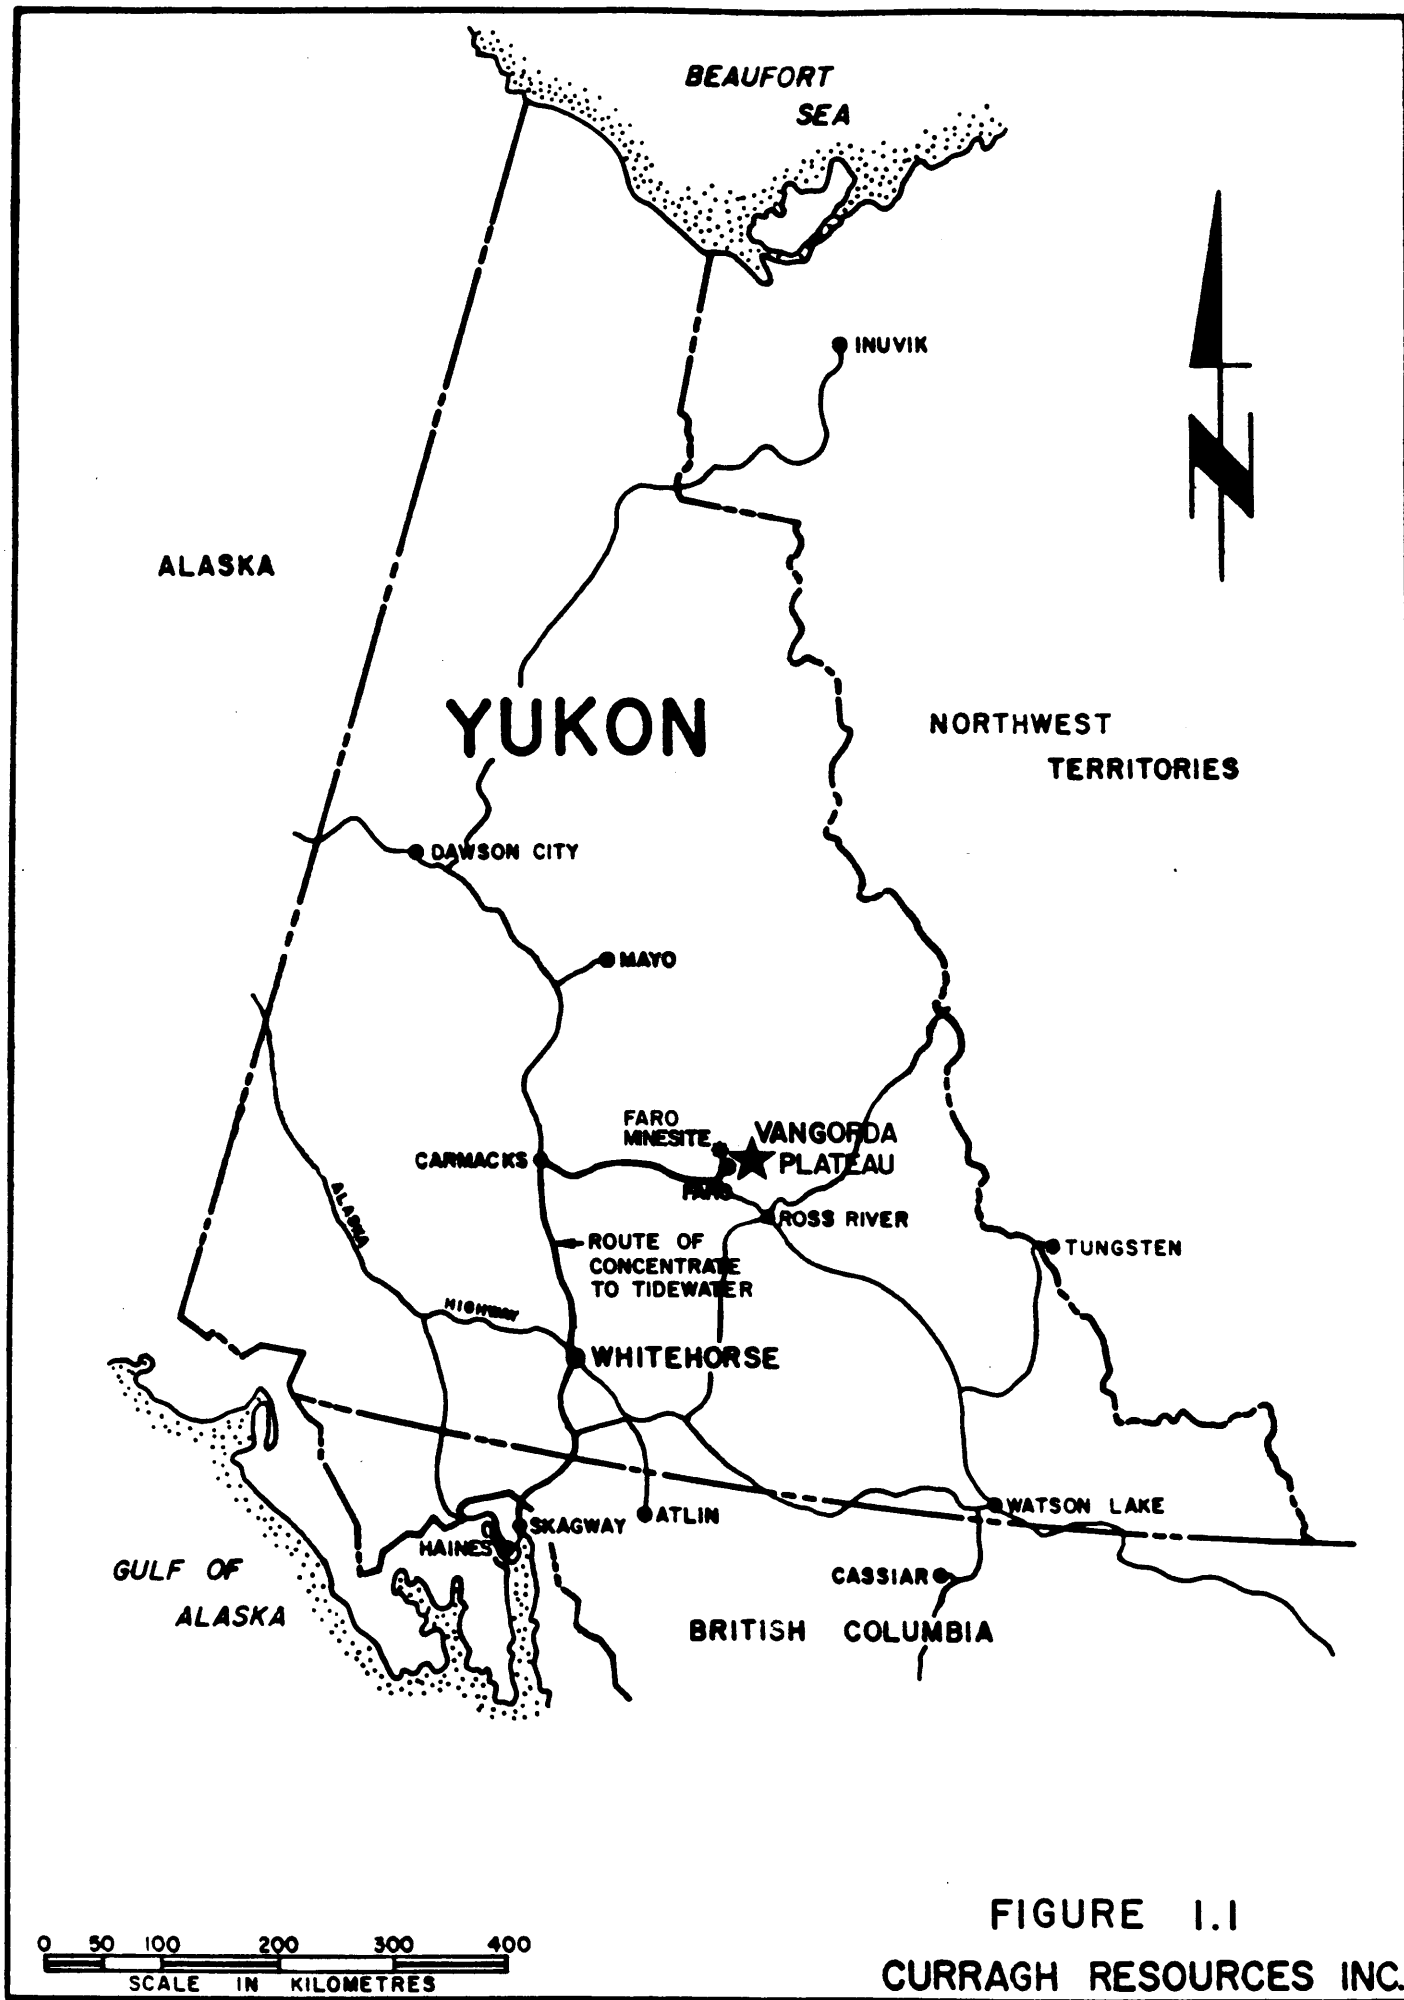 BEAUFORT
SEA
INUVIK
N
ALASKA
YUKON
NORTHWEST
TERRITORIES
DAWSON CITY
MAYO
FARO
MINESITE
VANGORDA
PLATEAU
CARMACKS
FARO
ROSS RIVER
ALASKA
HIGHWAY
ROUTE OF
CONCENTRATE
TO TIDEWATER
TUNGSTEN
WHITEHORSE
WATSON LAKE
SKAGWAY
ATLIN
HAINES
CASSIAR
GULF OF
ALASKA
BRITISH COLUMBIA
FIGURE 1.1
CURRAGH RESOURCES INC.
0 50 100 200 300 400
SCALE IN KILOMETRES